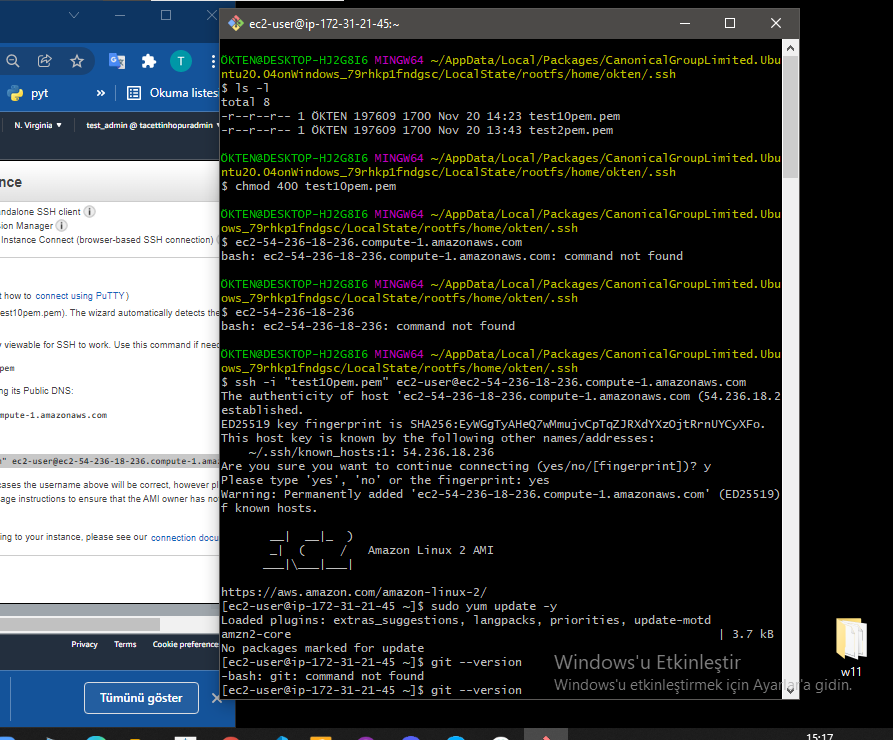 ec2-user@ip-172-31-21-45:~
T
pyt
»
Okuma listes
N. Virginia
test_admin @ tacettinhopuradmin
nce
ndalone SSH client
sion Manager
Instance Connect (browser-based SSH connection)
t how to connect using PuTTY)
est10pem.pem). The wizard automatically detects the
y viewable for SSH to work. Use this command if need
pem
ng its Public DNS:
mpute-1.amazonaws.com
m" ec2-user@ec2-54-236-18-236.compute-1.ama
cases the username above will be correct, however pl
age instructions to ensure that the AMI owner has no
ing to your instance, please see our connection docu
Privacy
Terms
Cookie preference
Tümünü göster
ÖKTEN@DESKTOP-HJ2G8I6 MINGW64 ~/AppData/Local/Packages/CanonicalGroupLimited.Ubu
ntu20.04onWindows_79rhkp1fndgsc/LocalState/rootfs/home/okten/.ssh
$ ls -l
total 8
-r--r--r-- 1 ÖKTEN 197609 1700 Nov 20 14:23 test10pem.pem
-r--r--r-- 1 ÖKTEN 197609 1700 Nov 20 13:43 test2pem.pem
ÖKTEN@DESKTOP-HJ2G8I6 MINGW64 ~/AppData/Local/Packages/CanonicalGroupLimited.Ubu
ntu20.04onWindows_79rhkp1fndgsc/LocalState/rootfs/home/okten/.ssh
$ chmod 400 test10pem.pem
ÖKTEN@DESKTOP-HJ2G8I6 MINGW64 ~/AppData/Local/Packages/CanonicalGroupLimited.Ubu
ows_79rhkp1fndgsc/LocalState/rootfs/home/okten/.ssh
$ ec2-54-236-18-236.compute-1.amazonaws.com
bash: ec2-54-236-18-236.compute-1.amazonaws.com: command not found
ÖKTEN@DESKTOP-HJ2G8I6 MINGW64 ~/AppData/Local/Packages/CanonicalGroupLimited.Ubu
ows_79rhkp1fndgsc/LocalState/rootfs/home/okten/.ssh
$ ec2-54-236-18-236
bash: ec2-54-236-18-236: command not found
ÖKTEN@DESKTOP-HJ2G8I6 MINGW64 ~/AppData/Local/Packages/CanonicalGroupLimited.Ubu
ows_79rhkp1fndgsc/LocalState/rootfs/home/okten/.ssh
$ ssh -i "test10pem.pem" ec2-user@ec2-54-236-18-236.compute-1.amazonaws.com
The authenticity of host 'ec2-54-236-18-236.compute-1.amazonaws.com (54.236.18.2
established.
ED25519 key fingerprint is SHA256:EyWGgTyAHeQ7wMmujvCpTqZJRXdYXzOjtRrnUYCyXFo.
This host key is known by the following other names/addresses:
~/.ssh/known_hosts:1: 54.236.18.236
Are you sure you want to continue connecting (yes/no/[fingerprint])? y
Please type 'yes', 'no' or the fingerprint: yes
Warning: Permanently added 'ec2-54-236-18-236.compute-1.amazonaws.com' (ED25519)
f known hosts.
__|  __|_  )
_|  (     /   Amazon Linux 2 AMI
___|\___|___|
https://aws.amazon.com/amazon-linux-2/
[ec2-user@ip-172-31-21-45 ~]$ sudo yum update -y
Loaded plugins: extras_suggestions, langpacks, priorities, update-motd
amzn2-core | 3.7 kB
No packages marked for update
[ec2-user@ip-172-31-21-45 ~]$ git --version
-bash: git: command not found
[ec2-user@ip-172-31-21-45 ~]$ git --version
Windows'u Etkinleştir
Windows'u etkinleştirmek için Ayarlar'a gidin.
w11
15:17